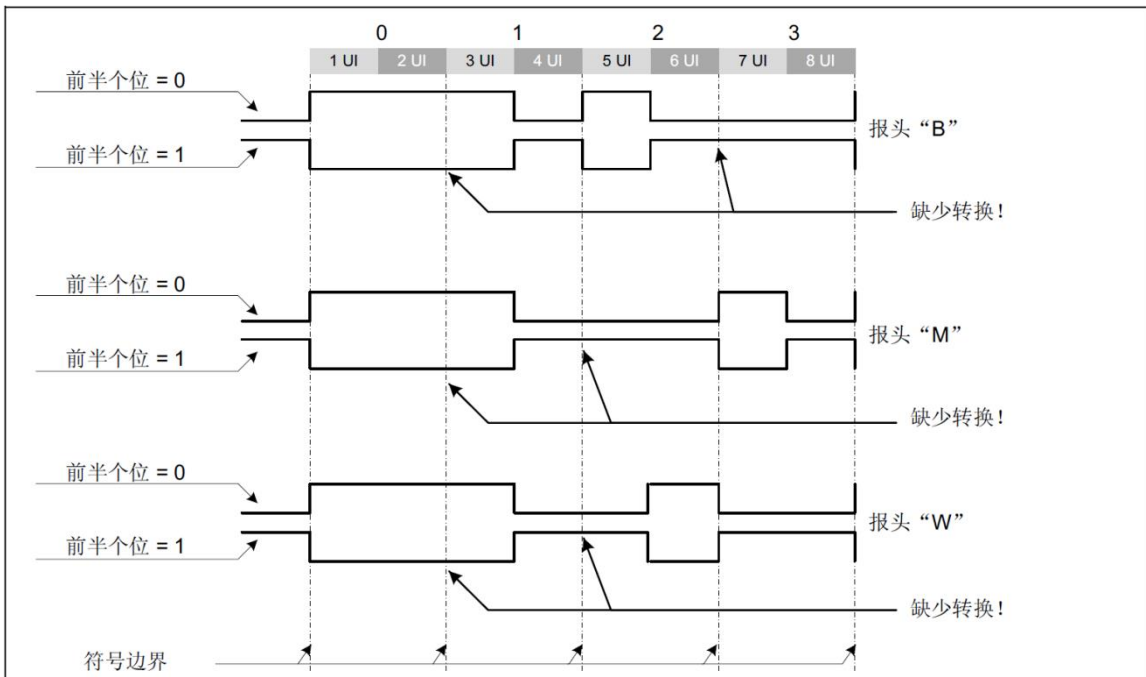 0 1 2 3
1 UI 2 UI 3 UI 4 UI 5 UI 6 UI 7 UI 8 UI
前半个位 = 0
报头 “B”
前半个位 = 1
缺少转换!
前半个位 = 0
报头 “M”
前半个位 = 1
缺少转换!
前半个位 = 0
报头 “W”
前半个位 = 1
缺少转换!
符号边界